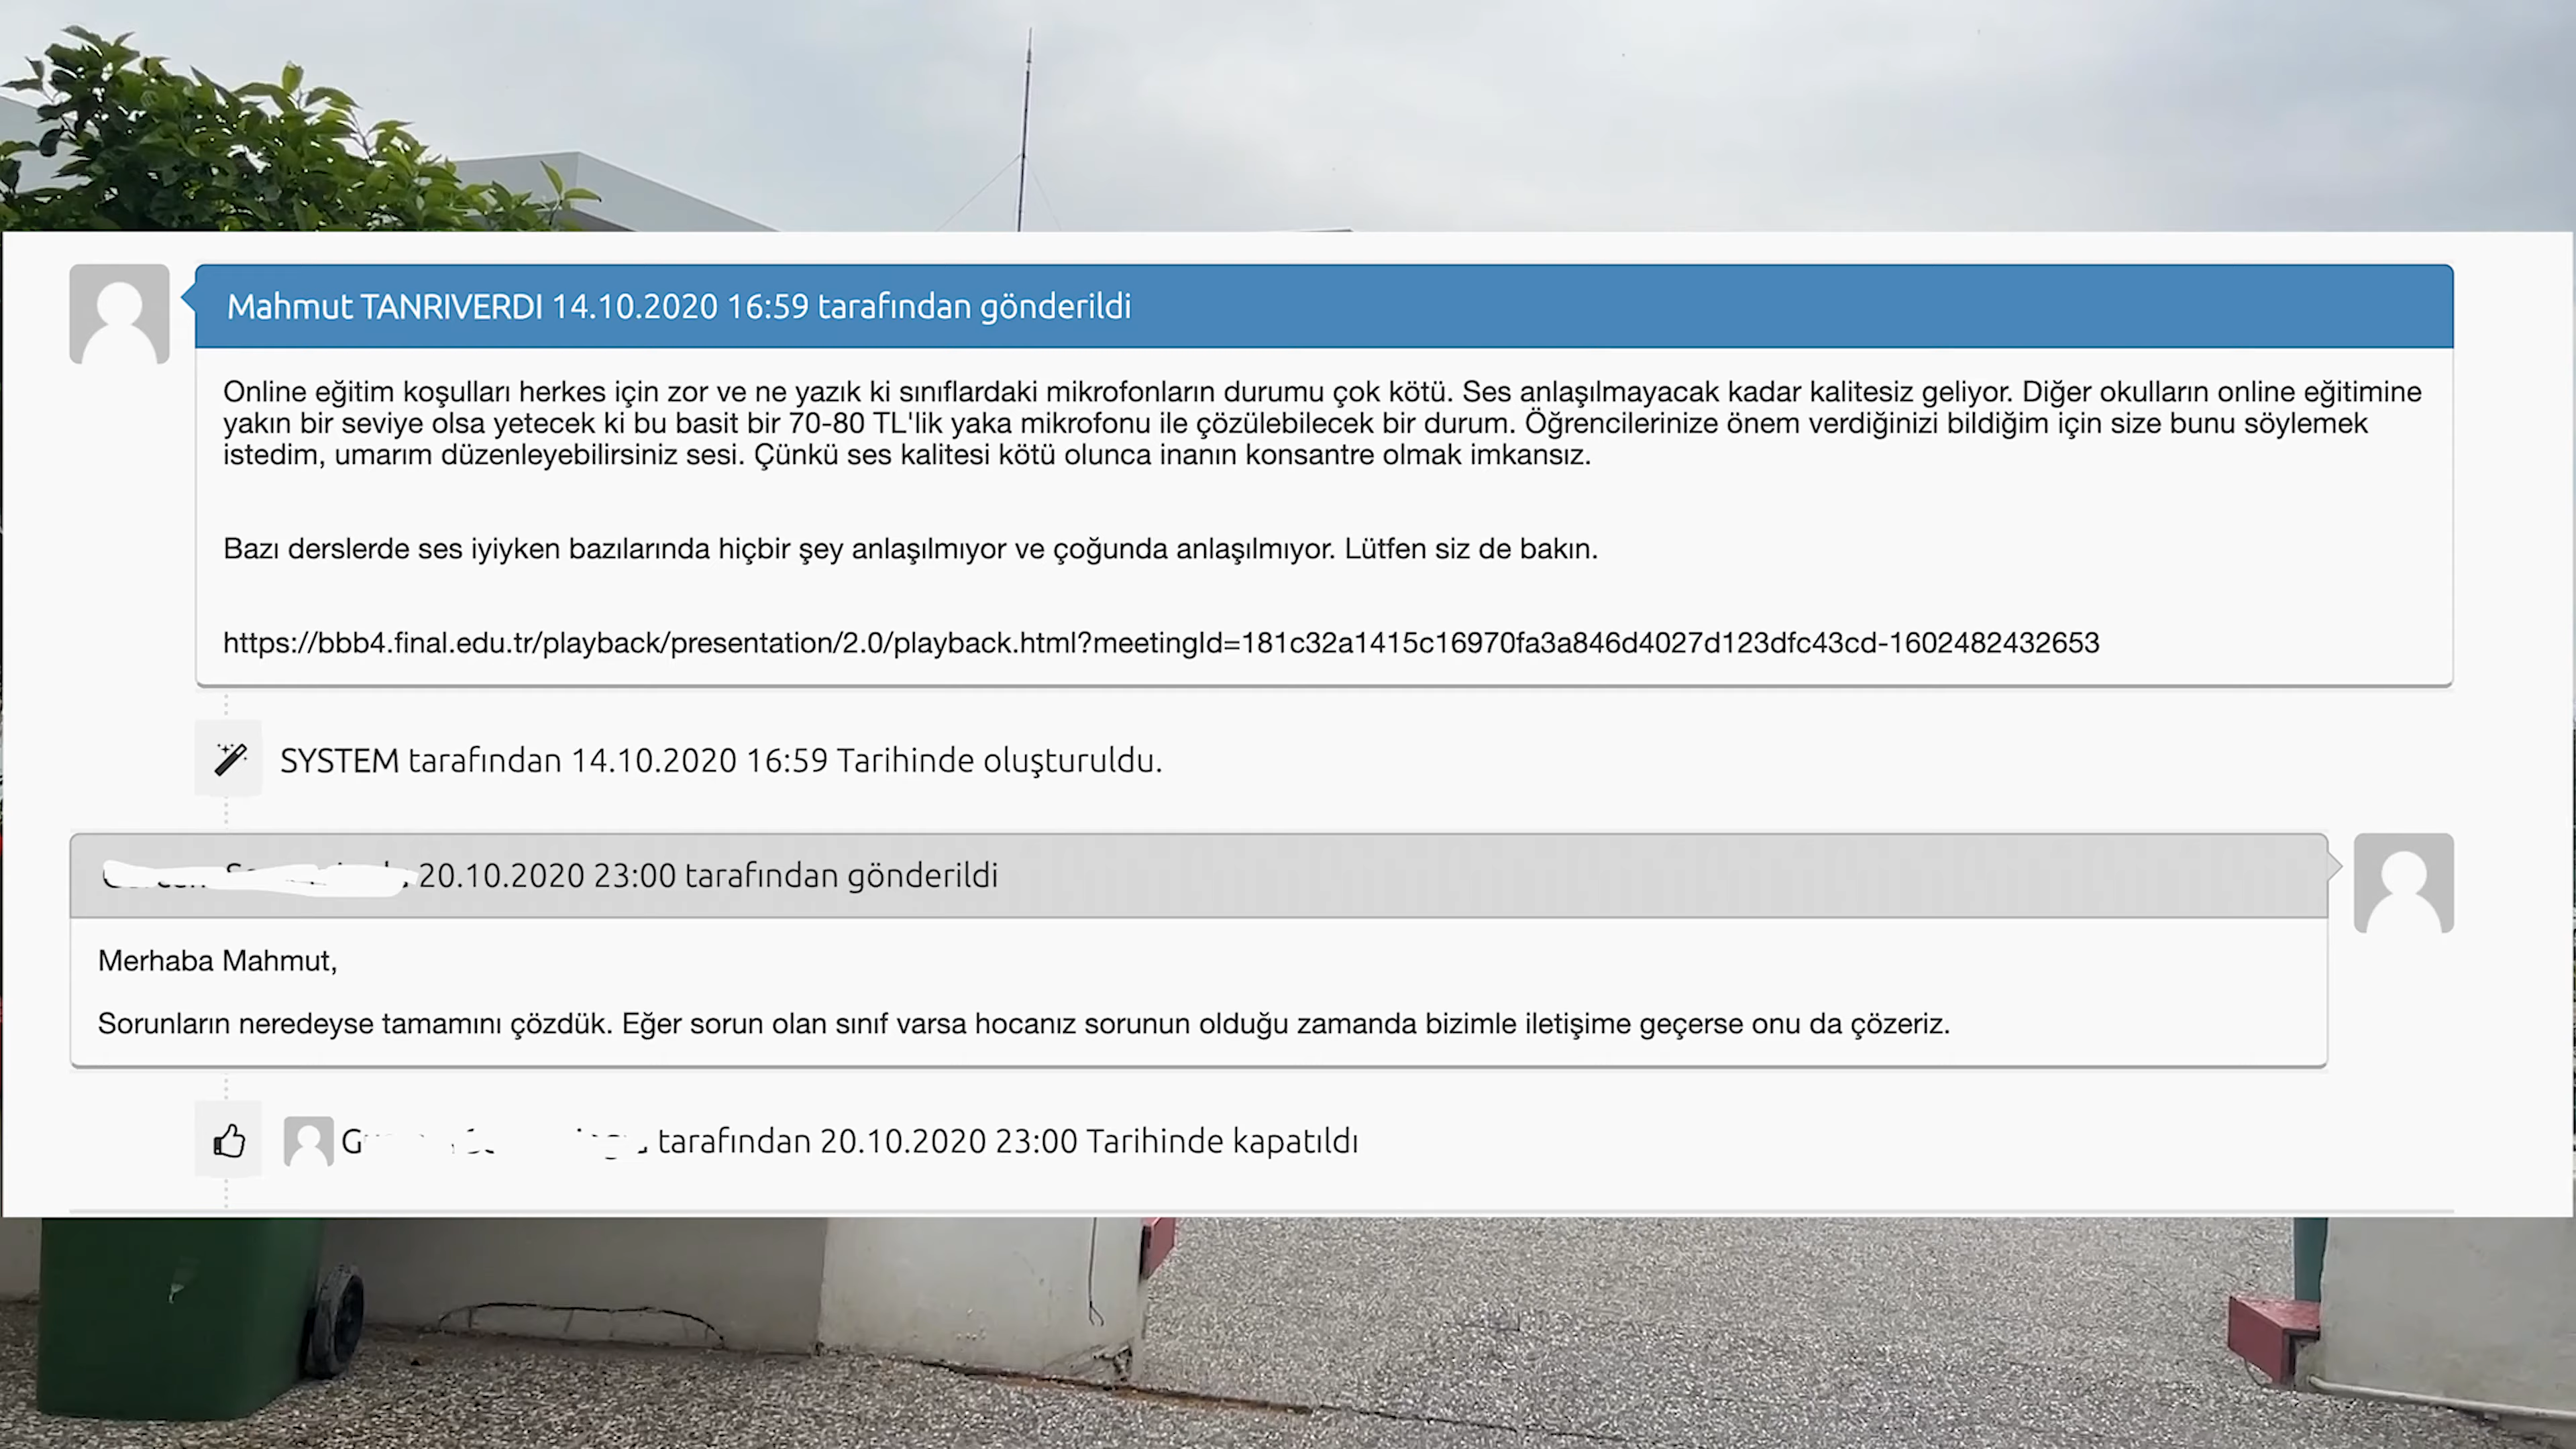 Mahmut TANRIVERDI 14.10.2020 16:59 tarafından gönderildi
Online eğitim koşulları herkes için zor ve ne yazık ki sınıflardaki mikrofonların durumu çok kötü. Ses anlaşılmayacak kadar kalitesiz geliyor. Diğer okulların online eğitimine
yakın bir seviye olsa yetecek ki bu basit bir 70-80 TL'lik yaka mikrofonu ile çözülebilecek bir durum. Öğrencilerinize önem verdiğinizi bildiğim için size bunu söylemek
istedim, umarım düzenleyebilirsiniz sesi. Çünkü ses kalitesi kötü olunca inanın konsantre olmak imkansız.
Bazı derslerde ses iyiyken bazılarında hiçbir şey anlaşılmıyor ve çoğunda anlaşılmıyor. Lütfen siz de bakın.
https://bbb4.final.edu.tr/playback/presentation/2.0/playback.html?meetingId=181c32a1415c16970fa3a846d4027d123dfc43cd-1602482432653
SYSTEM tarafından 14.10.2020 16:59 Tarihinde oluşturuldu.
20.10.2020 23:00 tarafından gönderildi
Merhaba Mahmut,
Sorunların neredeyse tamamını çözdük. Eğer sorun olan sınıf varsa hocanız sorunun olduğu zamanda bizimle iletişime geçerse onu da çözeriz.
tarafından 20.10.2020 23:00 Tarihinde kapatıldı